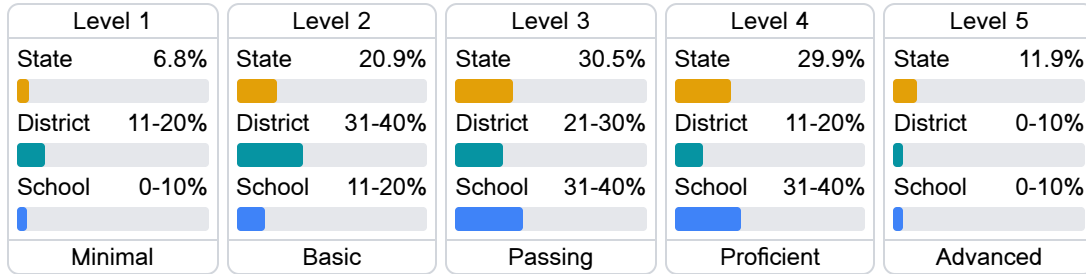 Level 1
State 6.8%
District 11-20%
School 0-10%
Minimal
Level 2
State 20.9%
District 31-40%
School 11-20%
Basic
Level 3
State 30.5%
District 21-30%
School 31-40%
Passing
Level 4
State 29.9%
District 11-20%
School 31-40%
Proficient
Level 5
State 11.9%
District 0-10%
School 0-10%
Advanced